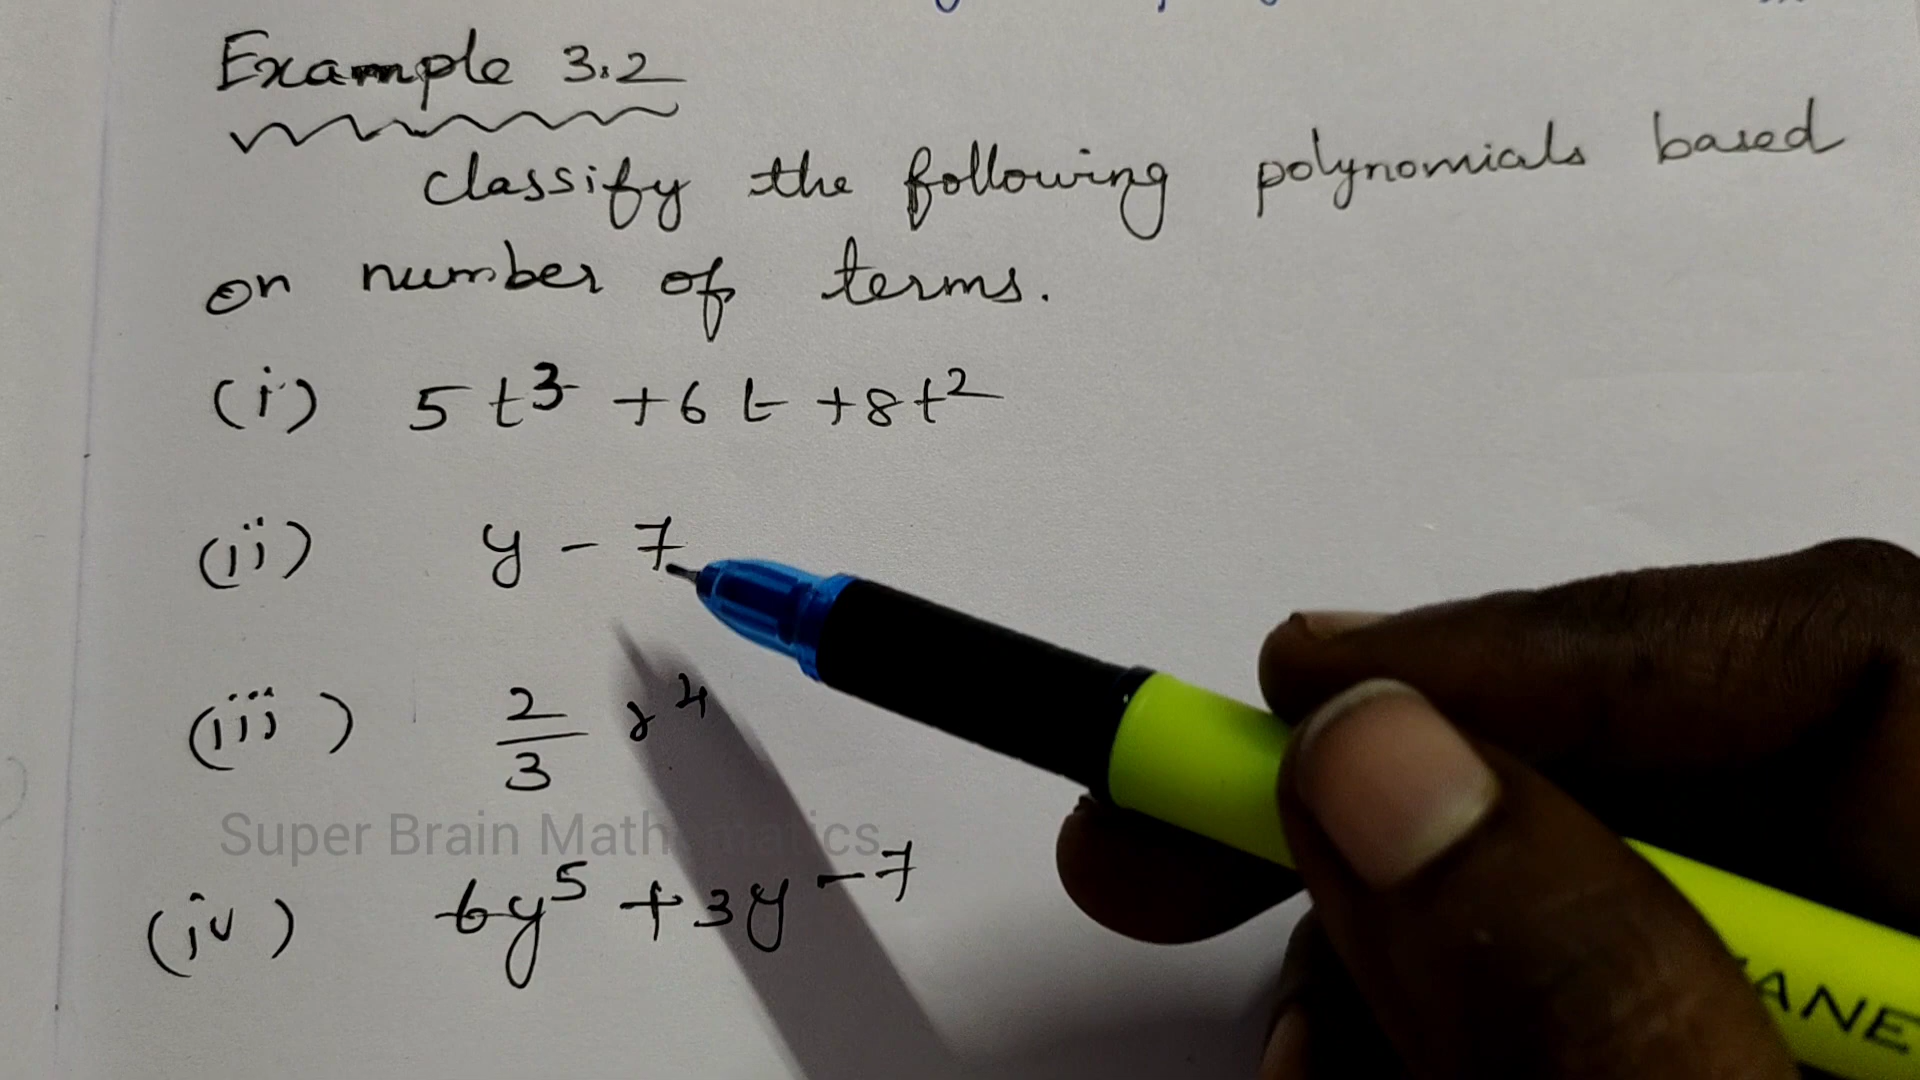 Example 3.2
classify the following polynomials based
on number of terms.
(i) 5t³ + 6t + 8t²
(ii) y - 7
(iii) 2/3 r⁴
Super Brain Mathematics
(iv) 6y⁵ + 3y - 7